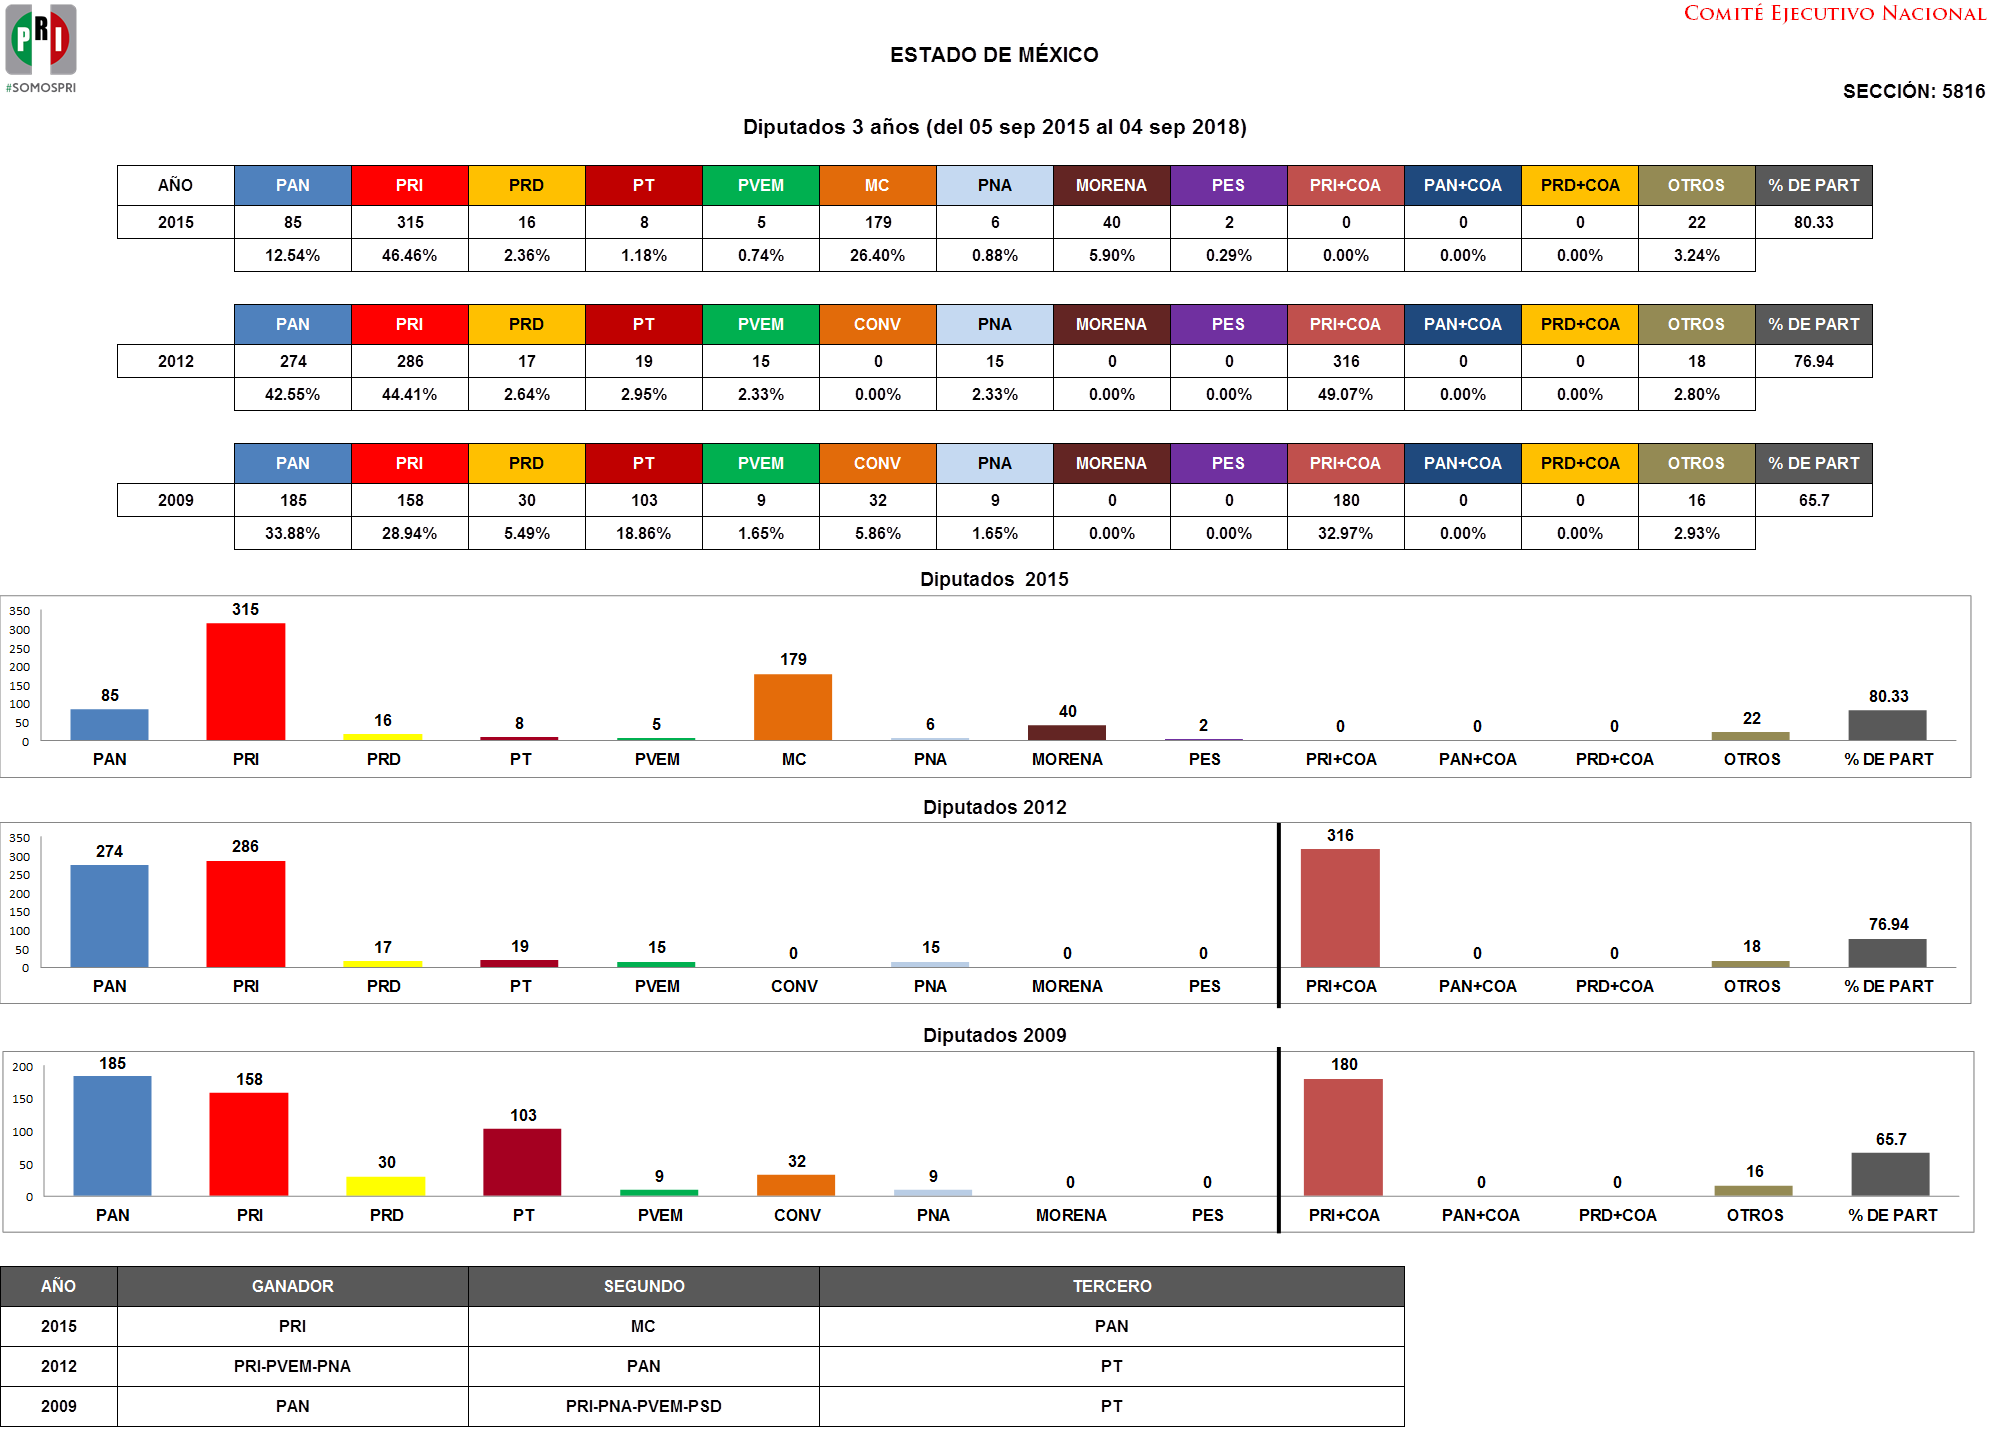 PRI
#SOMOSPRI
COMITÉ EJECUTIVO NACIONAL
ESTADO DE MÉXICO
SECCIÓN: 5816
Diputados 3 años (del 05 sep 2015 al 04 sep 2018)
AÑO PAN PRI PRD PT PVEM MC PNA MORENA PES PRI+COA PAN+COA PRD+COA OTROS % DE PART
2015 85 315 16 8 5 179 6 40 2 0 0 0 22 80.33
12.54% 46.46% 2.36% 1.18% 0.74% 26.40% 0.88% 5.90% 0.29% 0.00% 0.00% 0.00% 3.24%
PAN PRI PRD PT PVEM CONV PNA MORENA PES PRI+COA PAN+COA PRD+COA OTROS % DE PART
2012 274 286 17 19 15 0 15 0 0 316 0 0 18 76.94
42.55% 44.41% 2.64% 2.95% 2.33% 0.00% 2.33% 0.00% 0.00% 49.07% 0.00% 0.00% 2.80%
PAN PRI PRD PT PVEM CONV PNA MORENA PES PRI+COA PAN+COA PRD+COA OTROS % DE PART
2009 185 158 30 103 9 32 9 0 0 180 0 0 16 65.7
33.88% 28.94% 5.49% 18.86% 1.65% 5.86% 1.65% 0.00% 0.00% 32.97% 0.00% 0.00% 2.93%
Diputados 2015
350
300
250
200
150
100
50
0
85 315 16 8 5 179 6 40 2 0 0 0 22 80.33
PAN PRI PRD PT PVEM MC PNA MORENA PES PRI+COA PAN+COA PRD+COA OTROS % DE PART
Diputados 2012
350
300
250
200
150
100
50
0
274 286 17 19 15 0 15 0 0 316 0 0 18 76.94
PAN PRI PRD PT PVEM CONV PNA MORENA PES PRI+COA PAN+COA PRD+COA OTROS % DE PART
Diputados 2009
200
150
100
50
0
185 158 30 103 9 32 9 0 0 180 0 0 16 65.7
PAN PRI PRD PT PVEM CONV PNA MORENA PES PRI+COA PAN+COA PRD+COA OTROS % DE PART
AÑO GANADOR SEGUNDO TERCERO
2015 PRI MC PAN
2012 PRI-PVEM-PNA PAN PT
2009 PAN PRI-PNA-PVEM-PSD PT